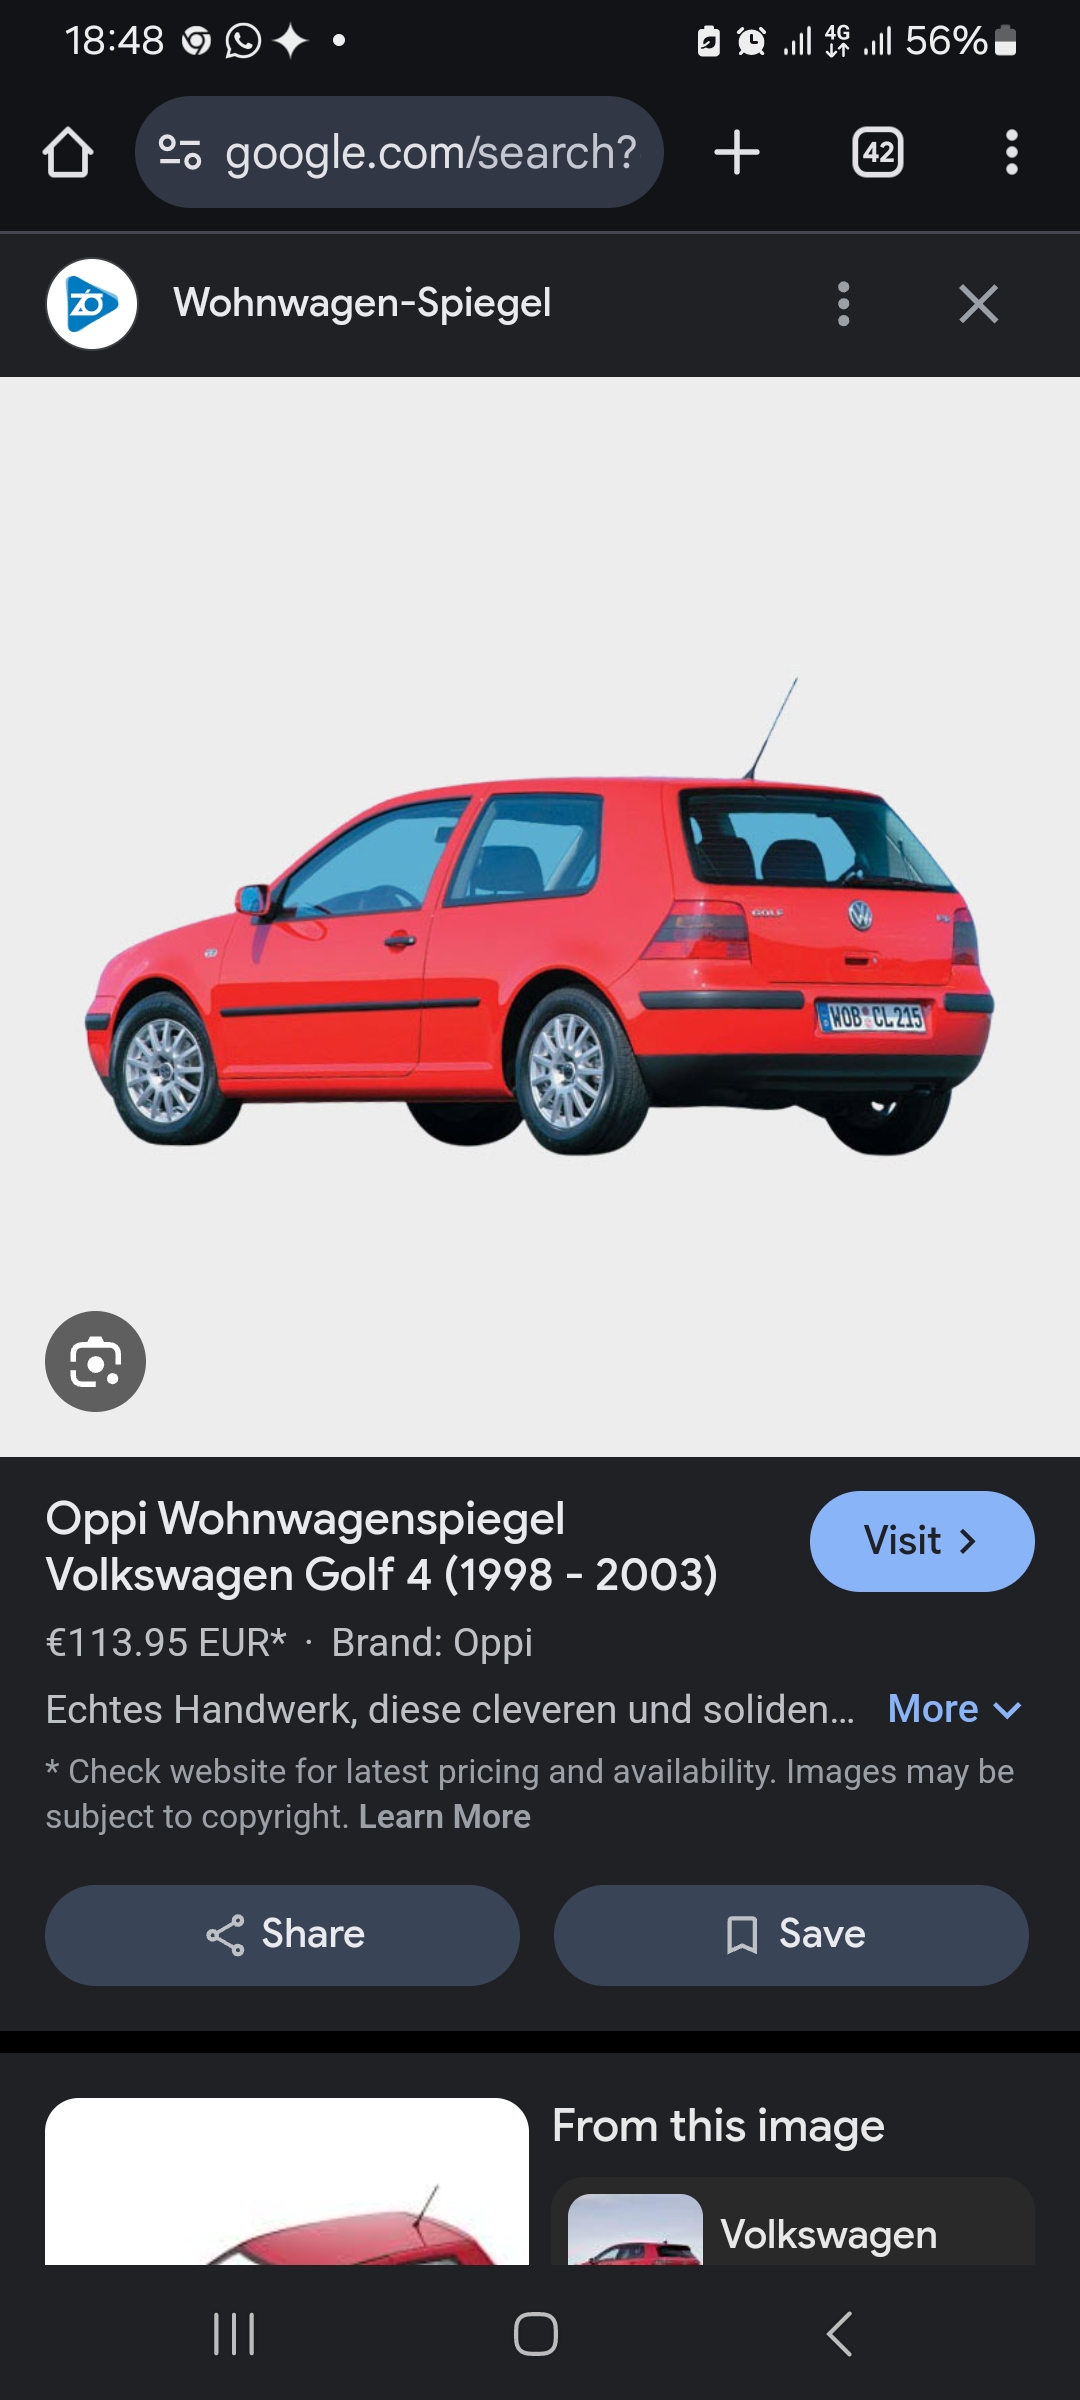 18:48
4G
56%
google.com/search?
42
ZO
Wohnwagen-Spiegel
GOLF
WOB CL 215
Oppi Wohnwagenspiegel
Volkswagen Golf 4 (1998 - 2003)
Visit
€113.95 EUR* · Brand: Oppi
Echtes Handwerk, diese cleveren und soliden...
More
* Check website for latest pricing and availability. Images may be
subject to copyright. Learn More
Share
Save
From this image
Volkswagen